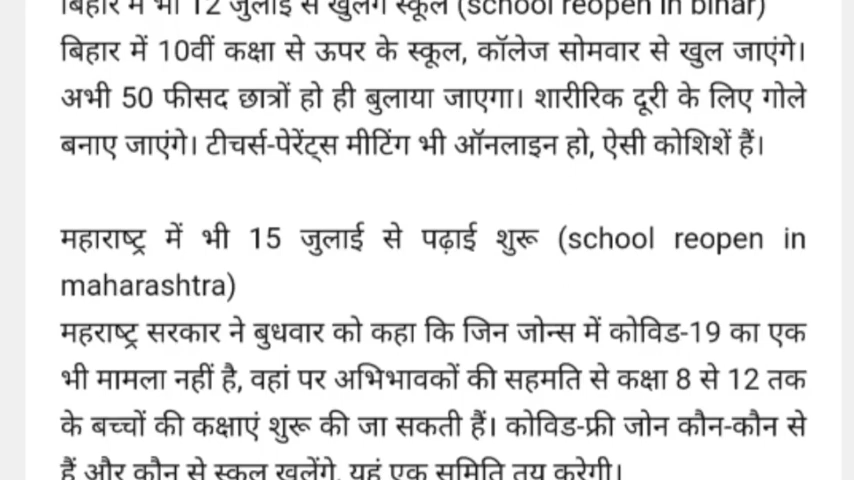 बिहार में भी 12 जुलाई से खुलेंगे स्कूल (school reopen in bihar)
बिहार में 10वीं कक्षा से ऊपर के स्कूल, कॉलेज सोमवार से खुल जाएंगे।
अभी 50 फीसद छात्रों हो ही बुलाया जाएगा। शारीरिक दूरी के लिए गोले
बनाए जाएंगे। टीचर्स-पेरेंट्स मीटिंग भी ऑनलाइन हो, ऐसी कोशिशें हैं।
महाराष्ट्र में भी 15 जुलाई से पढ़ाई शुरू (school reopen in
maharashtra)
महराष्ट्र सरकार ने बुधवार को कहा कि जिन जोन्स में कोविड-19 का एक
भी मामला नहीं है, वहां पर अभिभावकों की सहमति से कक्षा 8 से 12 तक
के बच्चों की कक्षाएं शुरू की जा सकती हैं। कोविड-फ्री जोन कौन-कौन से
हैं और कौन से स्कूल खुलेंगे, यहं एक समिति तय करेगी।